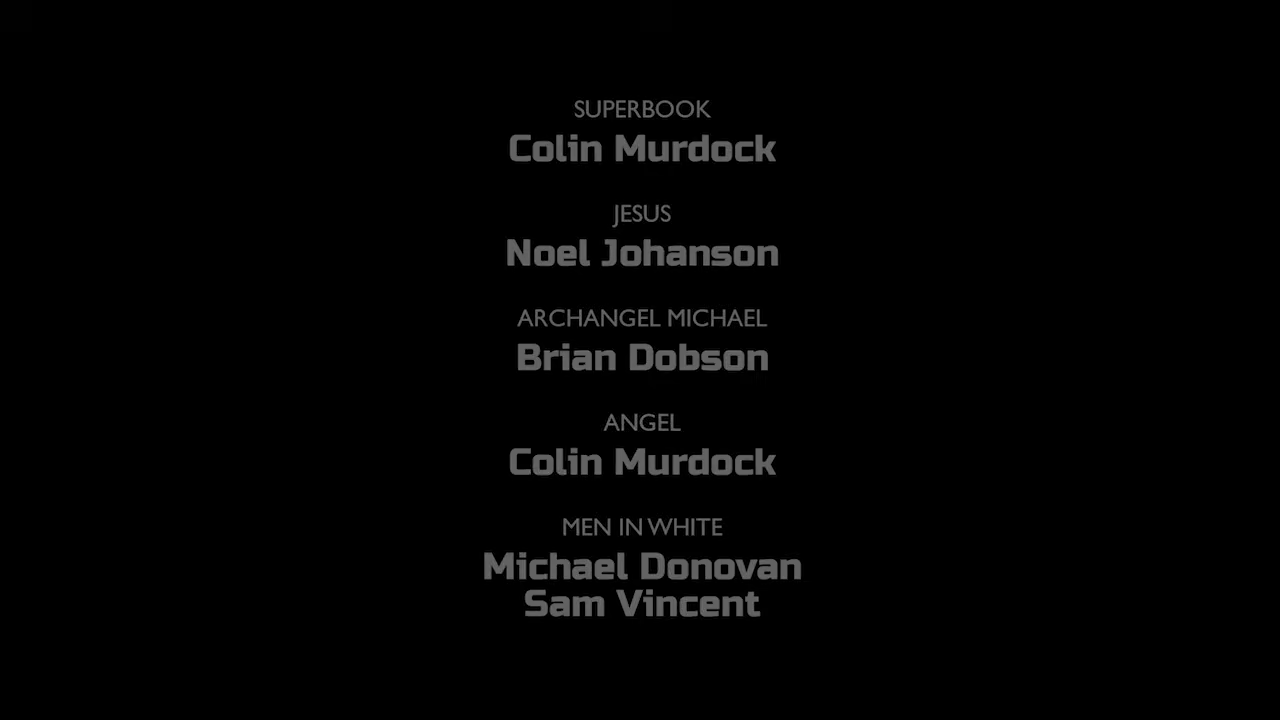 SUPERBOOK
Colin Murdock
JESUS
Noel Johanson
ARCHANGEL MICHAEL
Brian Dobson
ANGEL
Colin Murdock
MEN IN WHITE
Michael Donovan
Sam Vincent